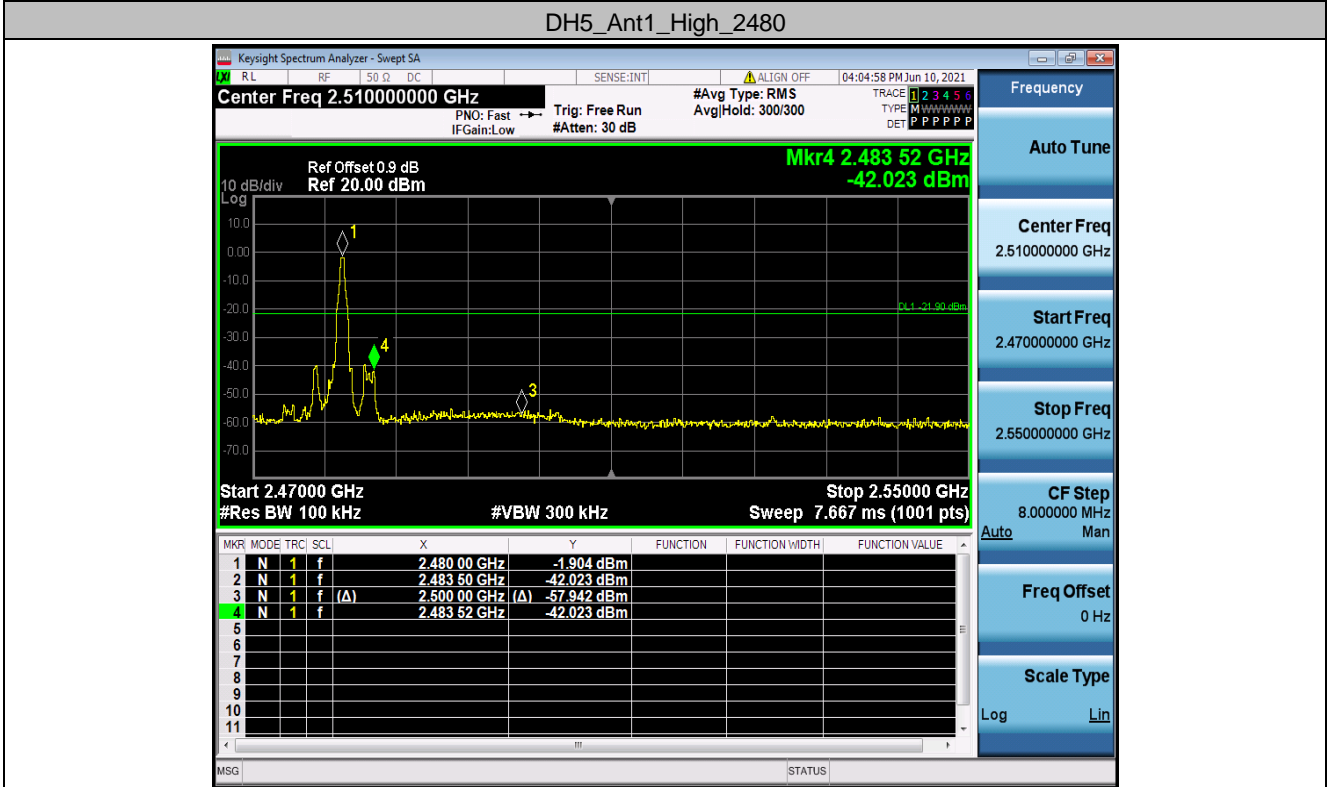 DH5_Ant1_High_2480
Keysight Spectrum Analyzer - Swept SA
LXI RL RF 50 Ω DC SENSE:INT ALIGN OFF 04:04:58 PM Jun 10, 2021
Center Freq 2.510000000 GHz
PNO: Fast
IFGain:Low
Trig: Free Run
#Atten: 30 dB
#Avg Type: RMS
Avg|Hold: 300/300
TRACE 1 2 3 4 5 6
TYPE M WWWWW
DET P P P P P P
Ref Offset 0.9 dB
10 dB/div Ref 20.00 dBm
Log
Mkr4 2.483 52 GHz
-42.023 dBm
10.0
0.00
-10.0
-20.0
-30.0
-40.0
-50.0
-60.0
-70.0
1
4
3
DL1 -21.90 dBm
Start 2.47000 GHz Stop 2.55000 GHz
#Res BW 100 kHz #VBW 300 kHz Sweep 7.667 ms (1001 pts)
MKR MODE TRC SCL X Y FUNCTION FUNCTION WIDTH FUNCTION VALUE
1 N 1 f 2.480 00 GHz -1.904 dBm
2 N 1 f 2.483 50 GHz -42.023 dBm
3 N 1 f (Δ) 2.500 00 GHz (Δ) -57.942 dBm
4 N 1 f 2.483 52 GHz -42.023 dBm
5
6
7
8
9
10
11
MSG STATUS
Frequency
Auto Tune
Center Freq
2.510000000 GHz
Start Freq
2.470000000 GHz
Stop Freq
2.550000000 GHz
CF Step
8.000000 MHz
Auto Man
Freq Offset
0 Hz
Scale Type
Log Lin